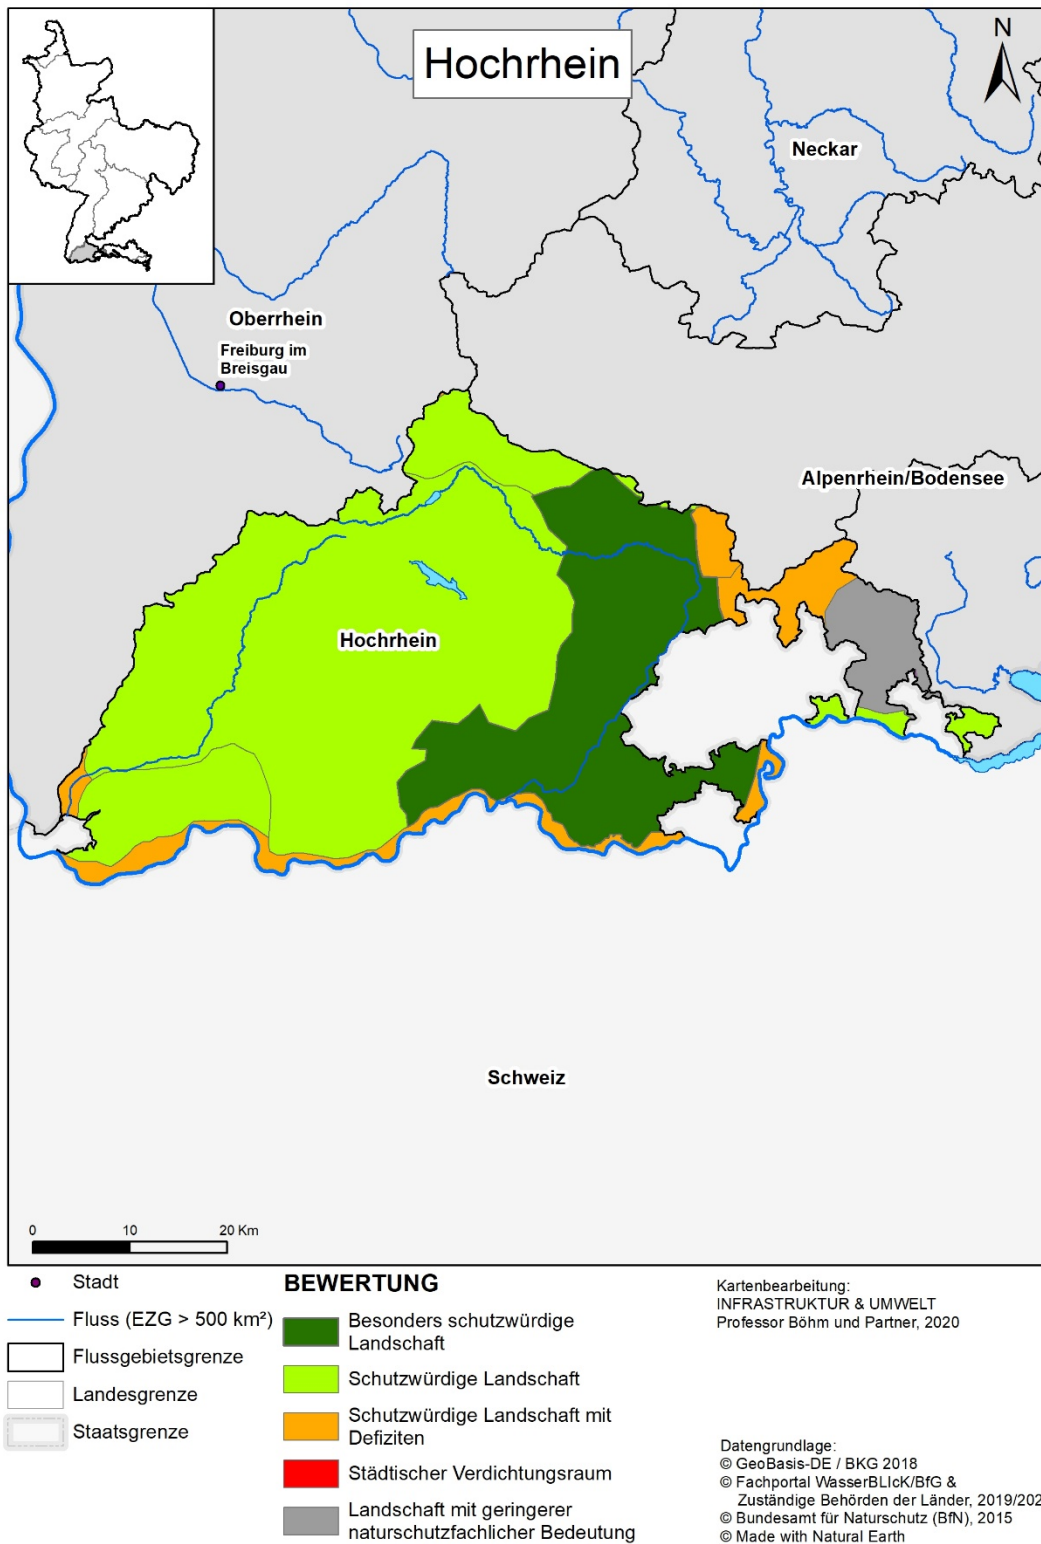 Hochrhein
N
Neckar
Oberrhein
Freiburg im
Breisgau
Alpenrhein/Bodensee
Hochrhein
Schweiz
0 10 20 Km
Stadt
Fluss (EZG > 500 km²)
Flussgebietsgrenze
Landesgrenze
Staatsgrenze
BEWERTUNG
Besonders schutzwürdige
Landschaft
Schutzwürdige Landschaft
Schutzwürdige Landschaft mit
Defiziten
Städtischer Verdichtungsraum
Landschaft mit geringerer
naturschutzfachlicher Bedeutung
Kartenbearbeitung:
INFRASTRUKTUR & UMWELT
Professor Böhm und Partner, 2020
Datengrundlage:
© GeoBasis-DE / BKG 2018
© Fachportal WasserBLIcK/BfG &
Zuständige Behörden der Länder, 2019/202
© Bundesamt für Naturschutz (BfN), 2015
© Made with Natural Earth